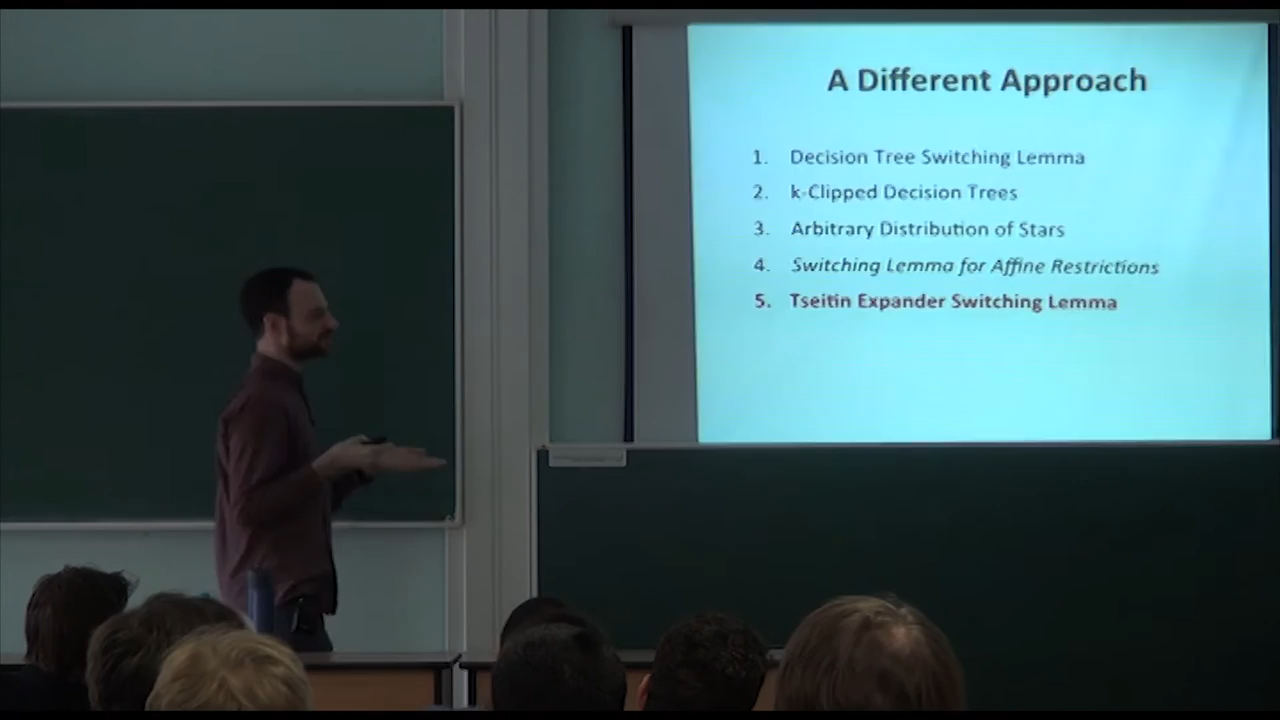 A Different Approach
1. Decision Tree Switching Lemma
2. k-Clipped Decision Trees
3. Arbitrary Distribution of Stars
4. Switching Lemma for Affine Restrictions
5. Tseitin Expander Switching Lemma